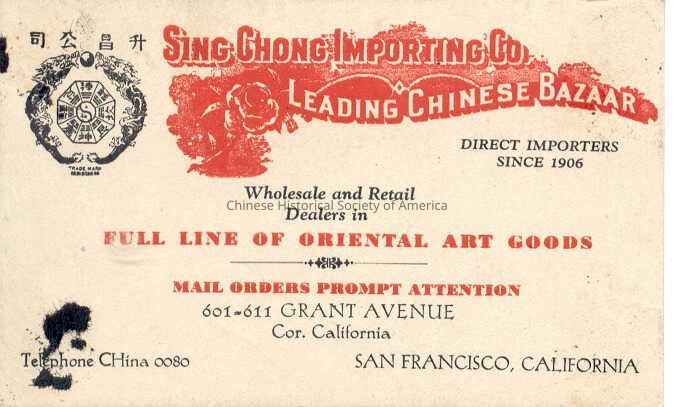 司公昌升
SING CHONG IMPORTING CO.
LEADING CHINESE BAZAAR
TRADE MARK
DIRECT IMPORTERS
SINCE 1906
Wholesale and Retail
Chinese Historical Society of America
Dealers in
FULL LINE OF ORIENTAL ART GOODS
MAIL ORDERS PROMPT ATTENTION
601-611 GRANT AVENUE
Cor. California
Telephone CHina 0080
SAN FRANCISCO, CALIFORNIA